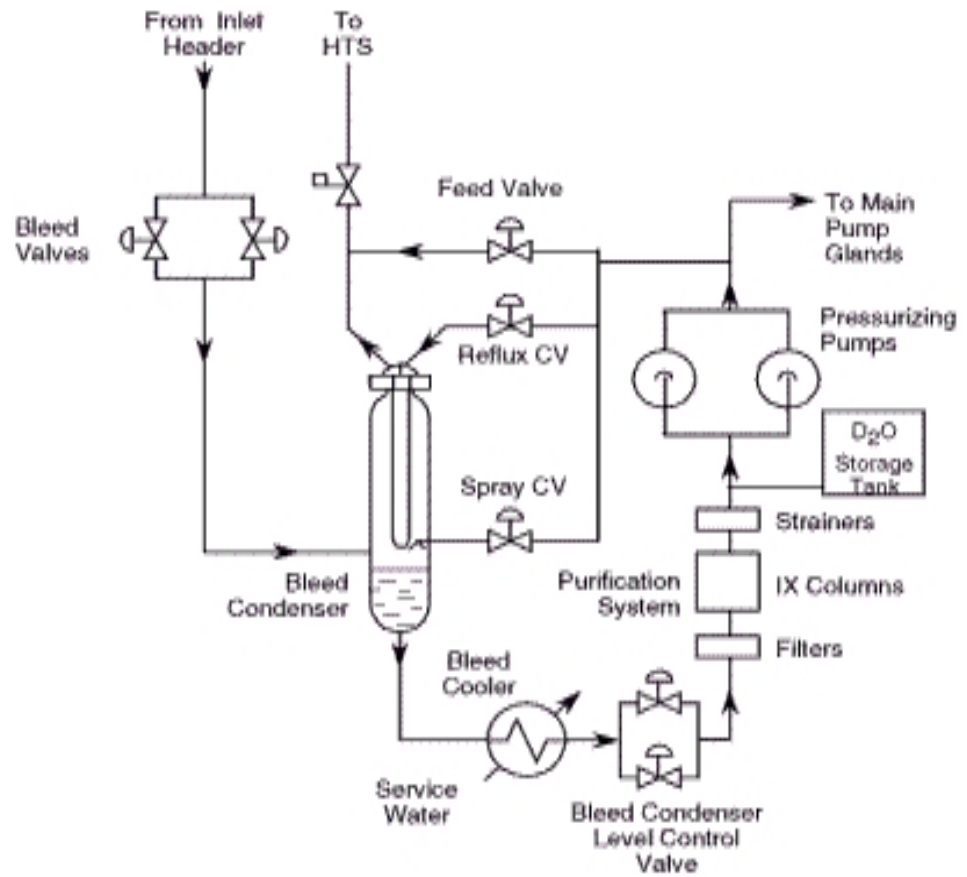 From Inlet
Header
To
HTS
Bleed
Valves
Feed Valve
To Main
Pump
Glands
Reflux CV
Pressurizing
Pumps
D2O
Storage
Tank
Spray CV
Strainers
Bleed
Condenser
Purification
System
IX Columns
Filters
Bleed
Cooler
Service
Water
Bleed Condenser
Level Control
Valve